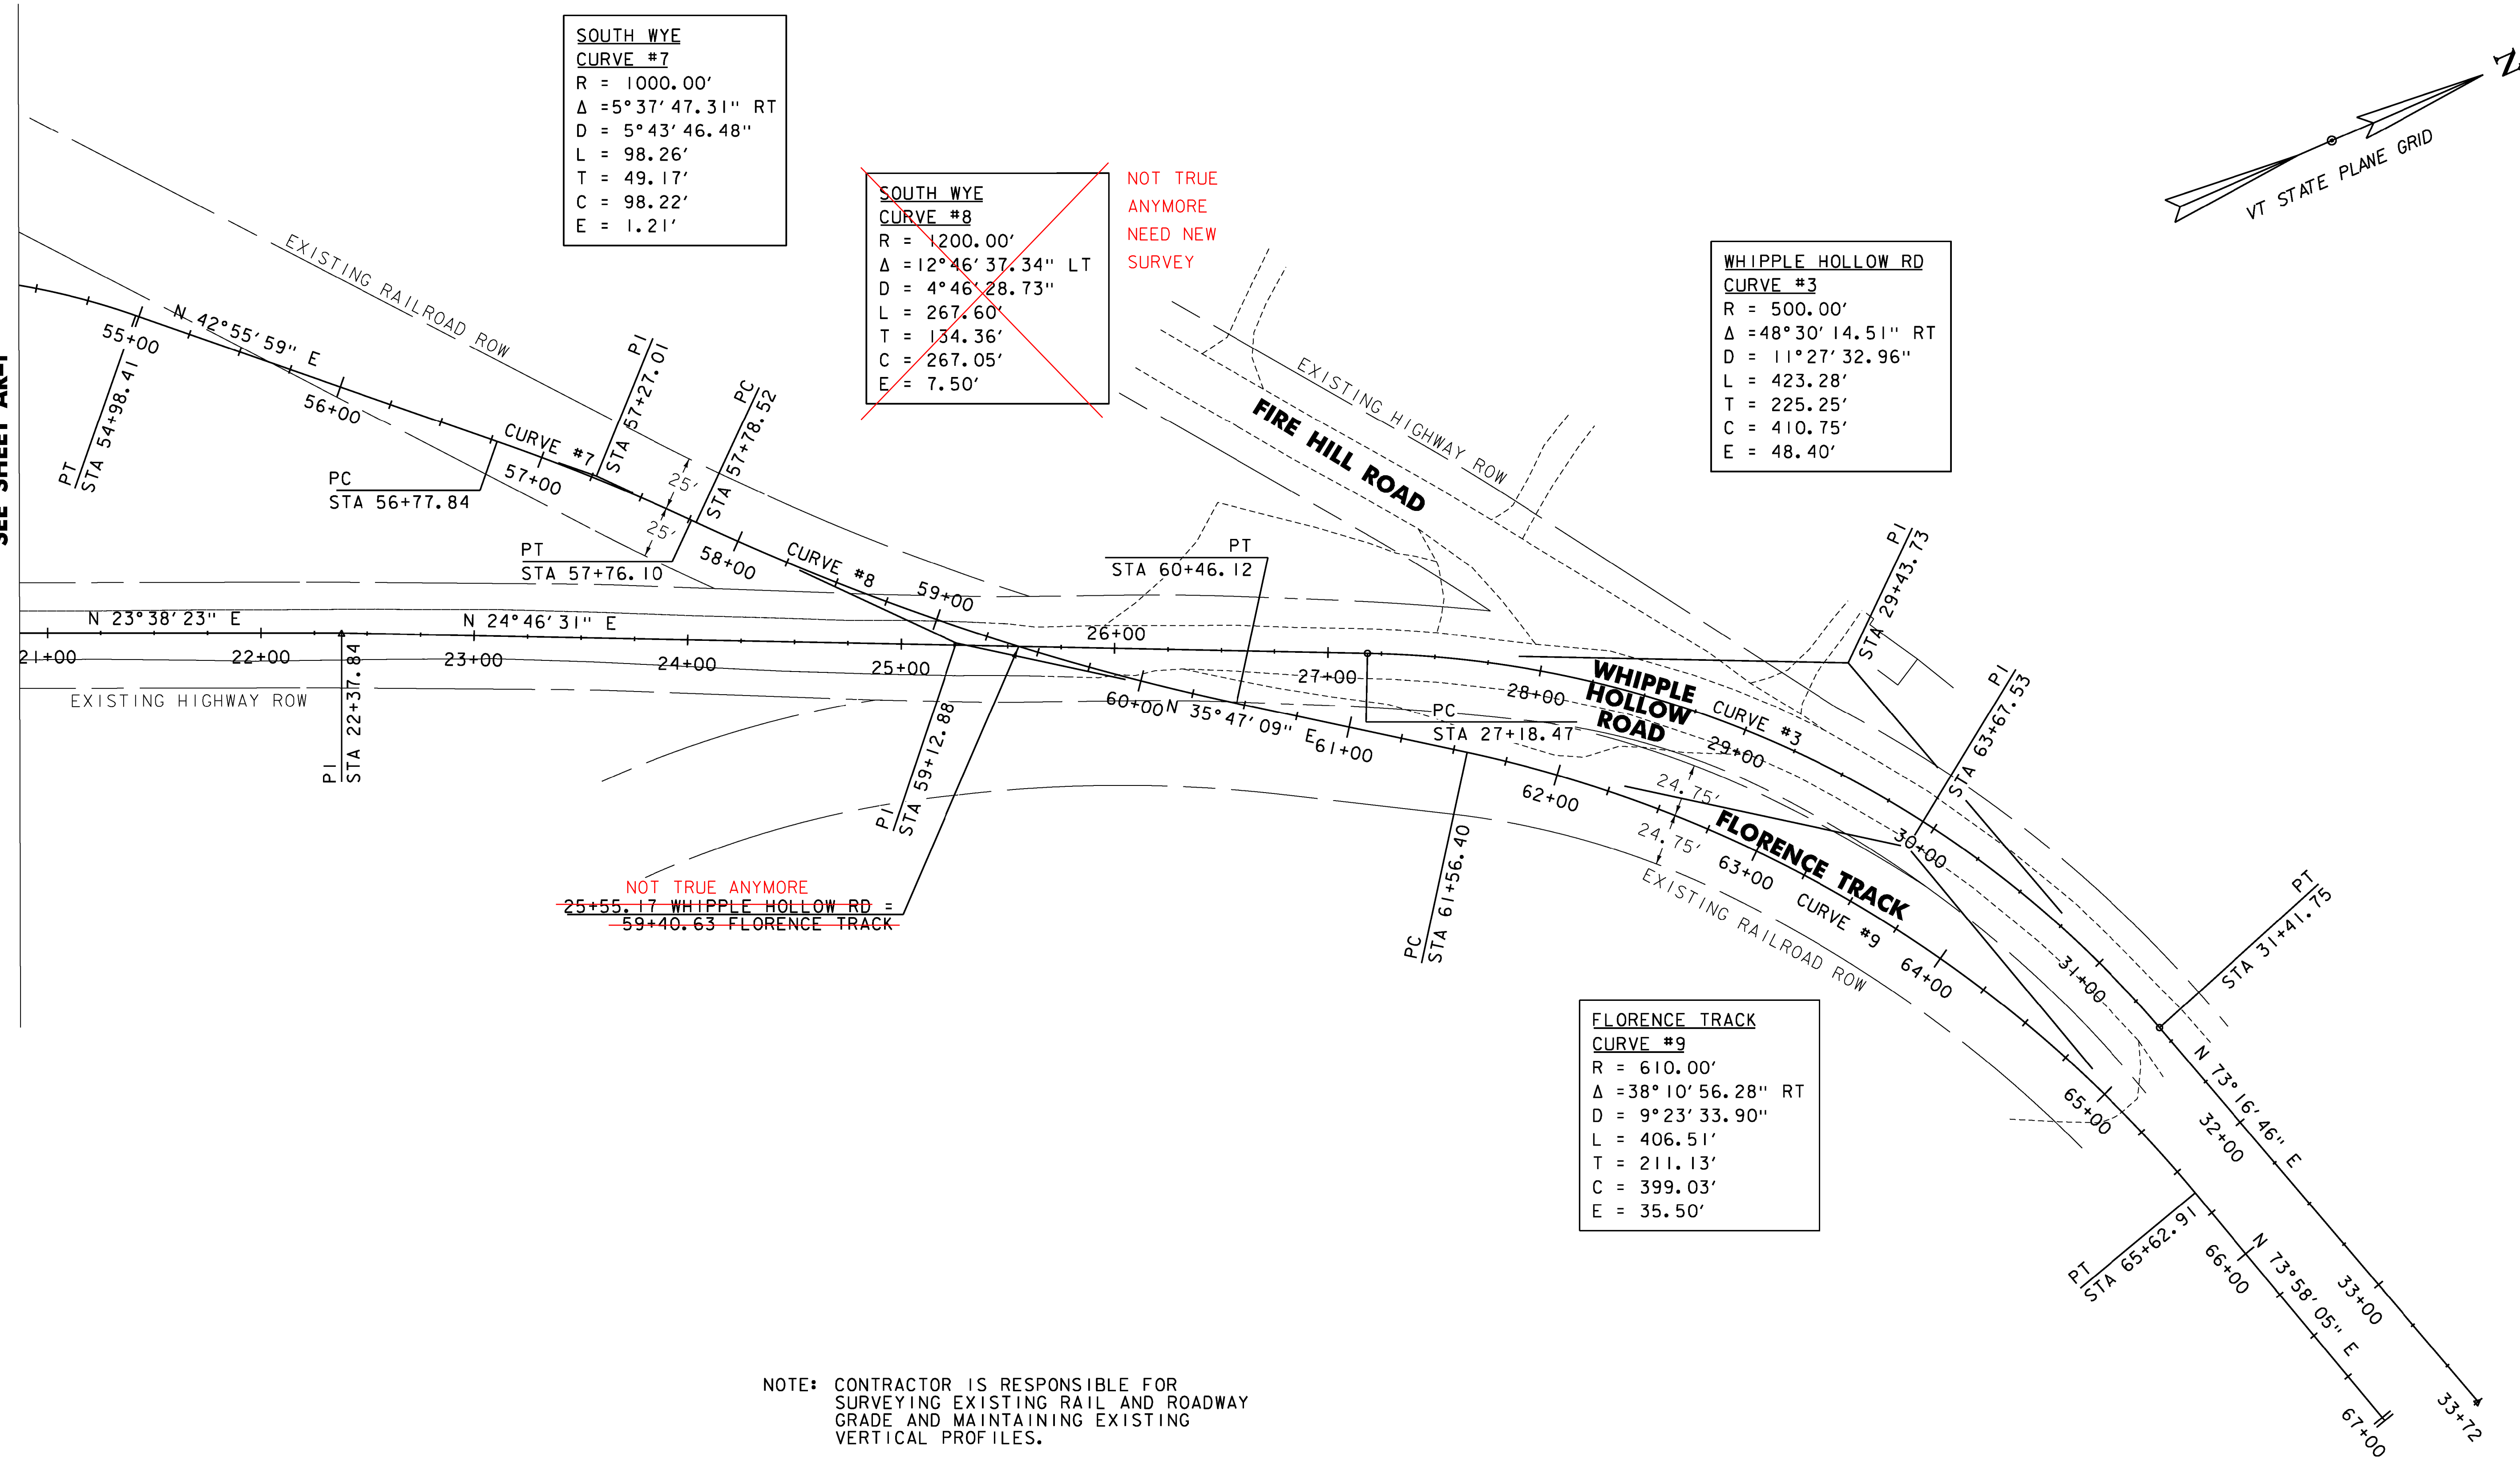 SOUTH WYE
CURVE #7
R = 1000.00'
Δ =5°37'47.31" RT
D = 5°43'46.48"
L = 98.26'
T = 49.17'
C = 98.22'
E = 1.21'
SOUTH WYE
CURVE #8
R = 1200.00'
Δ =12°46'37.34" LT
D = 4°46'28.73"
L = 267.60'
T = 134.36'
C = 267.05'
E = 7.50'
NOT TRUE
ANYMORE
NEED NEW
SURVEY
WHIPPLE HOLLOW RD
CURVE #3
R = 500.00'
Δ =48°30'14.51" RT
D = 11°27'32.96"
L = 423.28'
T = 225.25'
C = 410.75'
E = 48.40'
N
VT STATE PLANE GRID
EXISTING RAILROAD ROW
N 42°55'59" E
55+00
PT
STA 54+98.41
56+00
PC
STA 56+77.84
CURVE #7
57+00
PI
STA 57+27.01
PC
STA 57+78.52
25'
25'
PT
STA 57+76.10
58+00
CURVE #8
59+00
FIRE HILL ROAD
EXISTING HIGHWAY ROW
PT
STA 60+46.12
N 23°38'23" E
N 24°46'31" E
21+00
22+00
23+00
24+00
25+00
26+00
27+00
28+00
29+00
30+00
31+00
32+00
33+00
33+72
EXISTING HIGHWAY ROW
PI
STA 22+37.84
PI
STA 59+12.88
60+00
N 35°47'09" E
61+00
PC
STA 27+18.47
WHIPPLE
HOLLOW
ROAD
CURVE #3
PI
STA 29+43.73
PI
STA 63+67.53
62+00
24.75'
24.75'
FLORENCE TRACK
63+00
CURVE #9
64+00
EXISTING RAILROAD ROW
PC
STA 61+56.40
NOT TRUE ANYMORE
25+55.17 WHIPPLE HOLLOW RD =
59+40.63 FLORENCE TRACK
PT
STA 31+41.75
N 73°16'46" E
65+00
PT
STA 65+62.91
66+00
N 73°58'05" E
67+00
FLORENCE TRACK
CURVE #9
R = 610.00'
Δ =38°10'56.28" RT
D = 9°23'33.90"
L = 406.51'
T = 211.13'
C = 399.03'
E = 35.50'
NOTE: CONTRACTOR IS RESPONSIBLE FOR
SURVEYING EXISTING RAIL AND ROADWAY
GRADE AND MAINTAINING EXISTING
VERTICAL PROFILES.